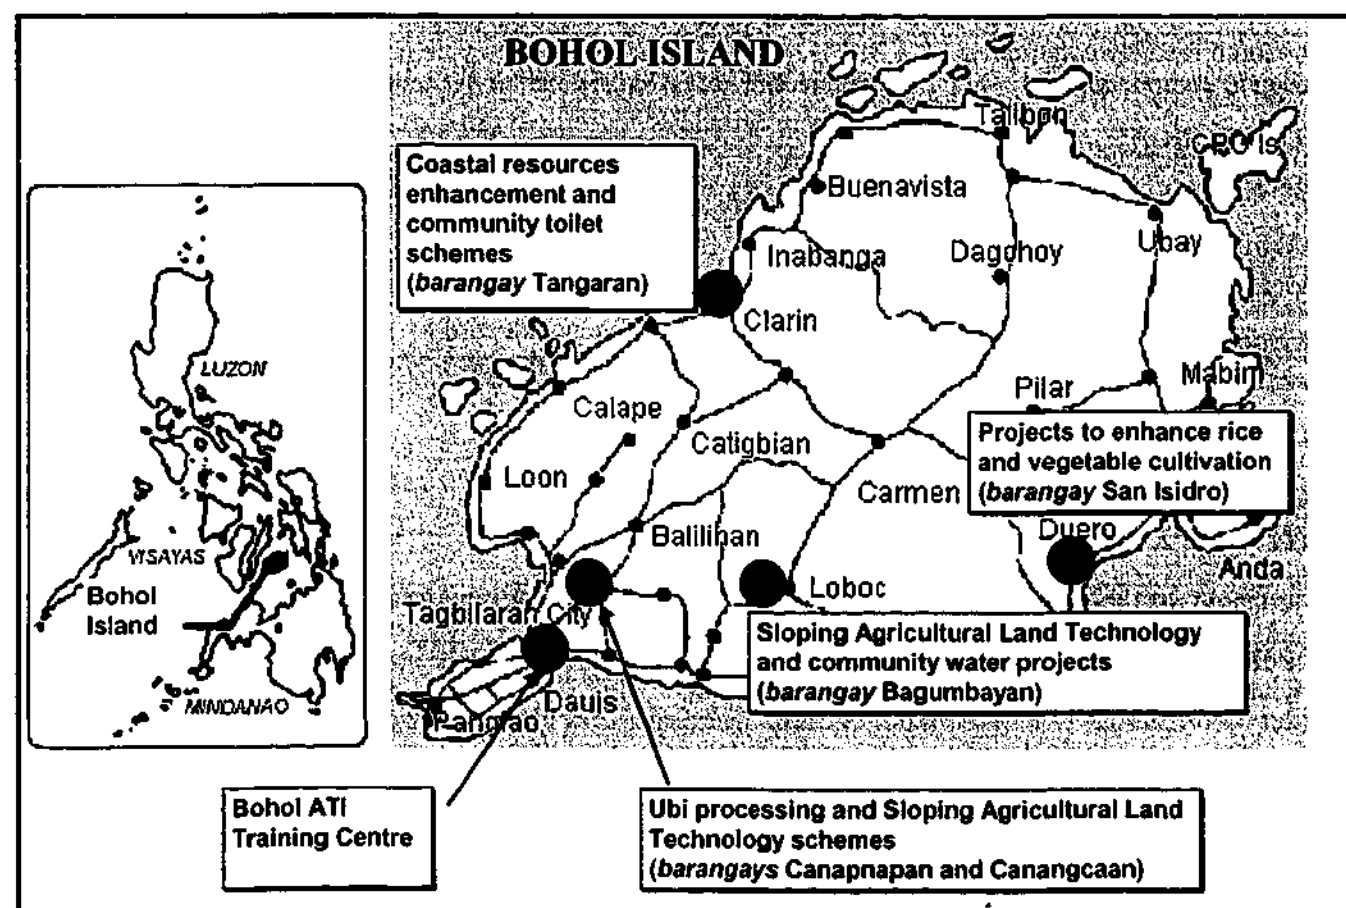 BOHOL ISLAND
Talibon
CPG Is
Coastal resources
enhancement and
community toilet
schemes
(barangay Tangaran)
Buenavista
Inabanga
Dagohoy
Ubay
Clarin
LUZON
Calape
Pilar
Mabini
Catigbian
Projects to enhance rice
and vegetable cultivation
(barangay San Isidro)
Loon
Carmen
VISAYAS
Balilihan
Duero
Anda
Bohol
Island
Loboc
Tagbilaran City
Sloping Agricultural Land Technology
and community water projects
(barangay Bagumbayan)
MINDANAO
Dauis
Panglao
Bohol ATI
Training Centre
Ubi processing and Sloping Agricultural Land
Technology schemes
(barangays Canapnapan and Canangcaan)